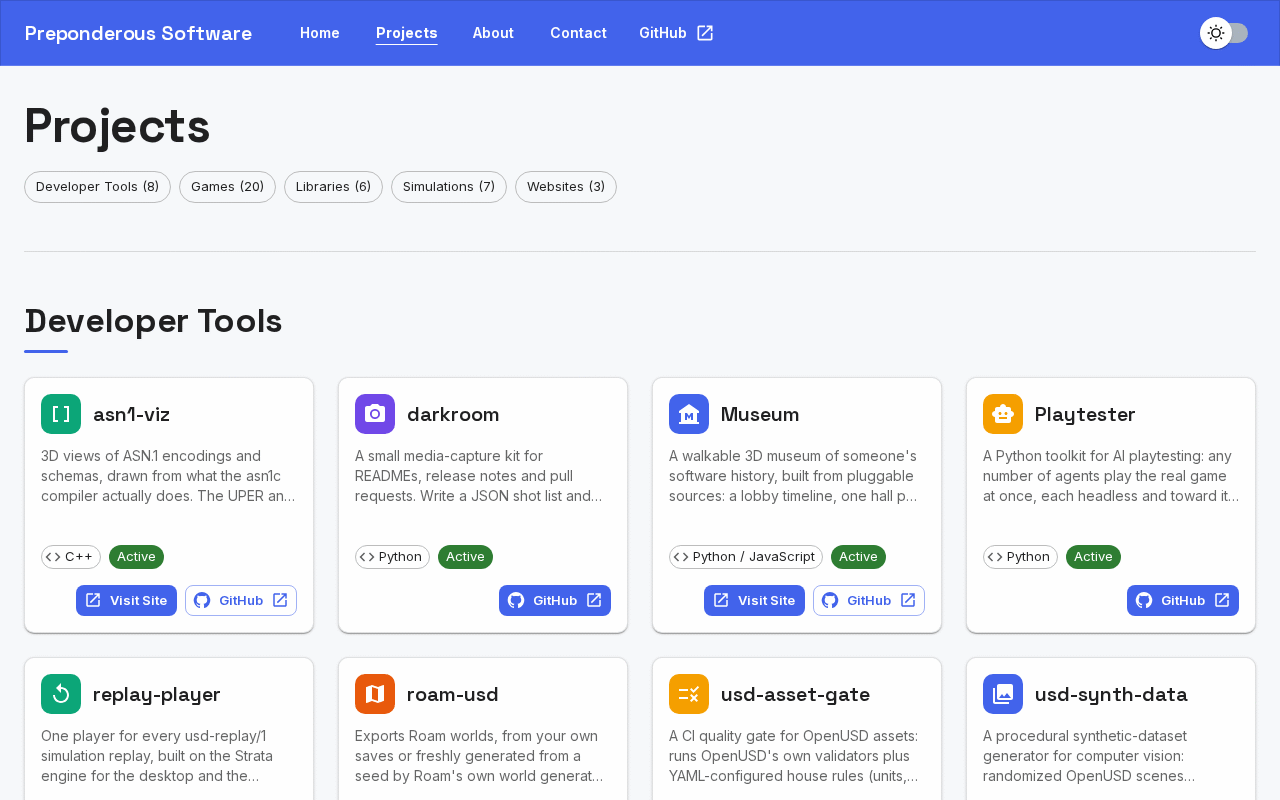 Preponderous Software
Home
Projects
About
Contact
GitHub
Projects
Developer Tools (8)
Games (20)
Libraries (6)
Simulations (7)
Websites (3)
Developer Tools
asn1-viz
3D views of ASN.1 encodings and
schemas, drawn from what the asn1c
compiler actually does. The UPER an…
C++
Active
Visit Site
GitHub
darkroom
A small media-capture kit for
READMEs, release notes and pull
requests. Write a JSON shot list and…
Python
Active
GitHub
Museum
A walkable 3D museum of someone's
software history, built from pluggable
sources: a lobby timeline, one hall p…
Python / JavaScript
Active
Visit Site
GitHub
Playtester
A Python toolkit for AI playtesting: any
number of agents play the real game
at once, each headless and toward it…
Python
Active
GitHub
replay-player
One player for every usd-replay/1
simulation replay, built on the Strata
engine for the desktop and the…
roam-usd
Exports Roam worlds, from your own
saves or freshly generated from a
seed by Roam's own world generat…
usd-asset-gate
A CI quality gate for OpenUSD assets:
runs OpenUSD's own validators plus
YAML-configured house rules (units,…
usd-synth-data
A procedural synthetic-dataset
generator for computer vision:
randomized OpenUSD scenes…